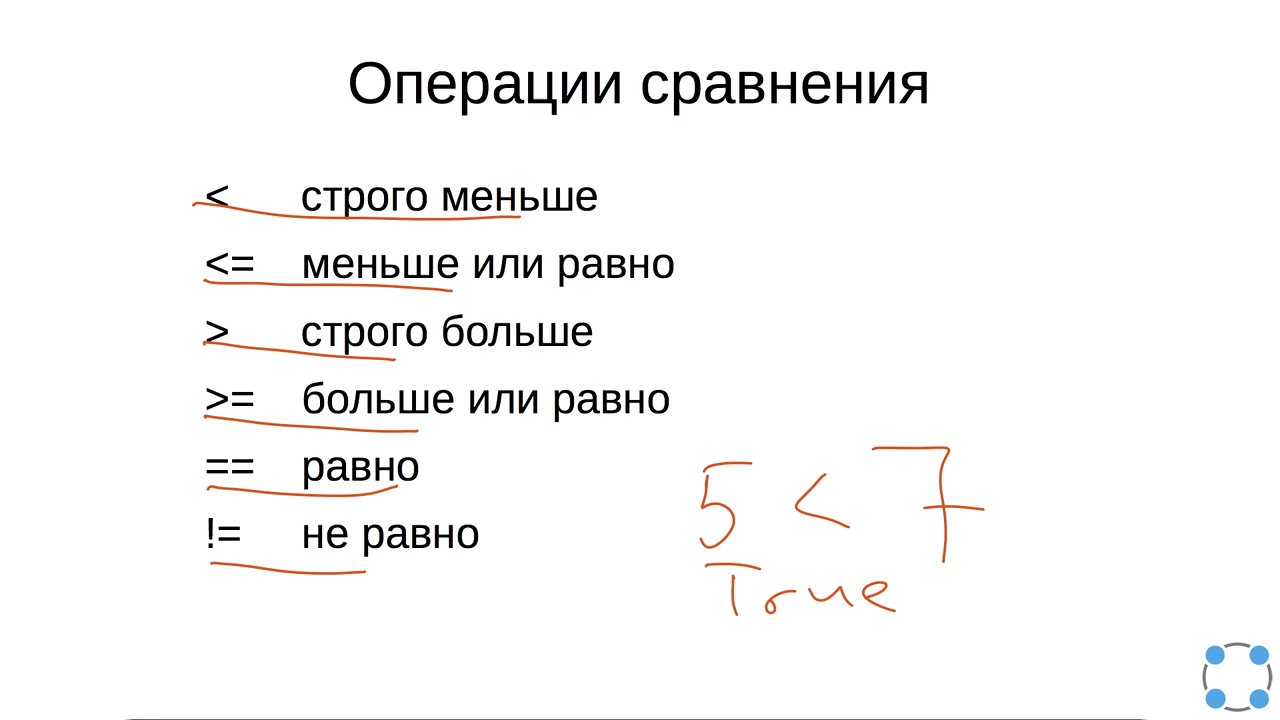 Операции сравнения
< строго меньше
<= меньше или равно
> строго больше
>= больше или равно
== равно
!= не равно
5 < 7
True